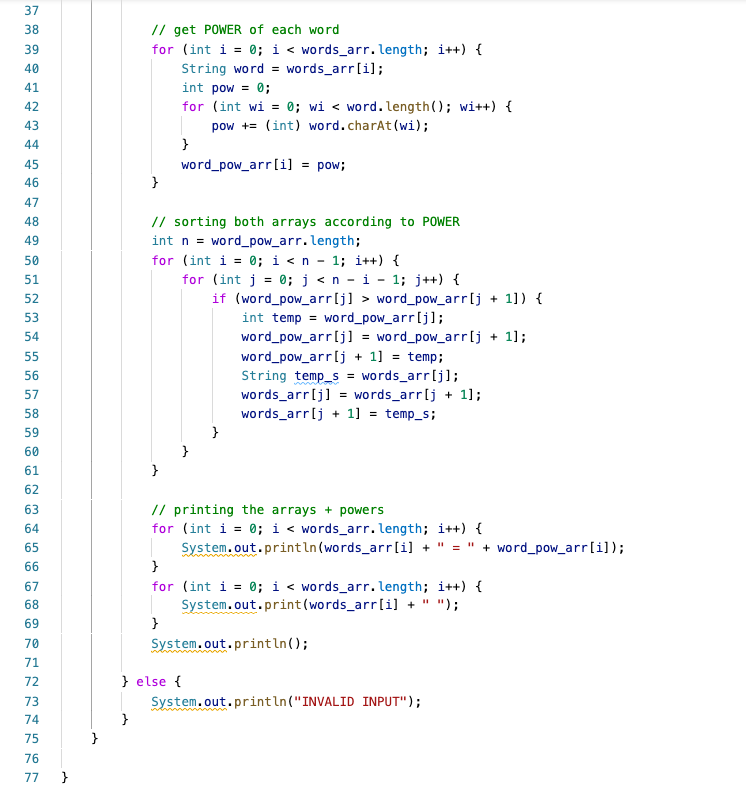 37
38 // get POWER of each word
39 for (int i = 0; i < words_arr.length; i++) {
40 String word = words_arr[i];
41 int pow = 0;
42 for (int wi = 0; wi < word.length(); wi++) {
43 pow += (int) word.charAt(wi);
44 }
45 word_pow_arr[i] = pow;
46 }
47
48 // sorting both arrays according to POWER
49 int n = word_pow_arr.length;
50 for (int i = 0; i < n - 1; i++) {
51 for (int j = 0; j < n - i - 1; j++) {
52 if (word_pow_arr[j] > word_pow_arr[j + 1]) {
53 int temp = word_pow_arr[j];
54 word_pow_arr[j] = word_pow_arr[j + 1];
55 word_pow_arr[j + 1] = temp;
56 String temp_s = words_arr[j];
57 words_arr[j] = words_arr[j + 1];
58 words_arr[j + 1] = temp_s;
59 }
60 }
61 }
62
63 // printing the arrays + powers
64 for (int i = 0; i < words_arr.length; i++) {
65 System.out.println(words_arr[i] + " = " + word_pow_arr[i]);
66 }
67 for (int i = 0; i < words_arr.length; i++) {
68 System.out.print(words_arr[i] + " ");
69 }
70 System.out.println();
71
72 } else {
73 System.out.println("INVALID INPUT");
74 }
75 }
76
77 }